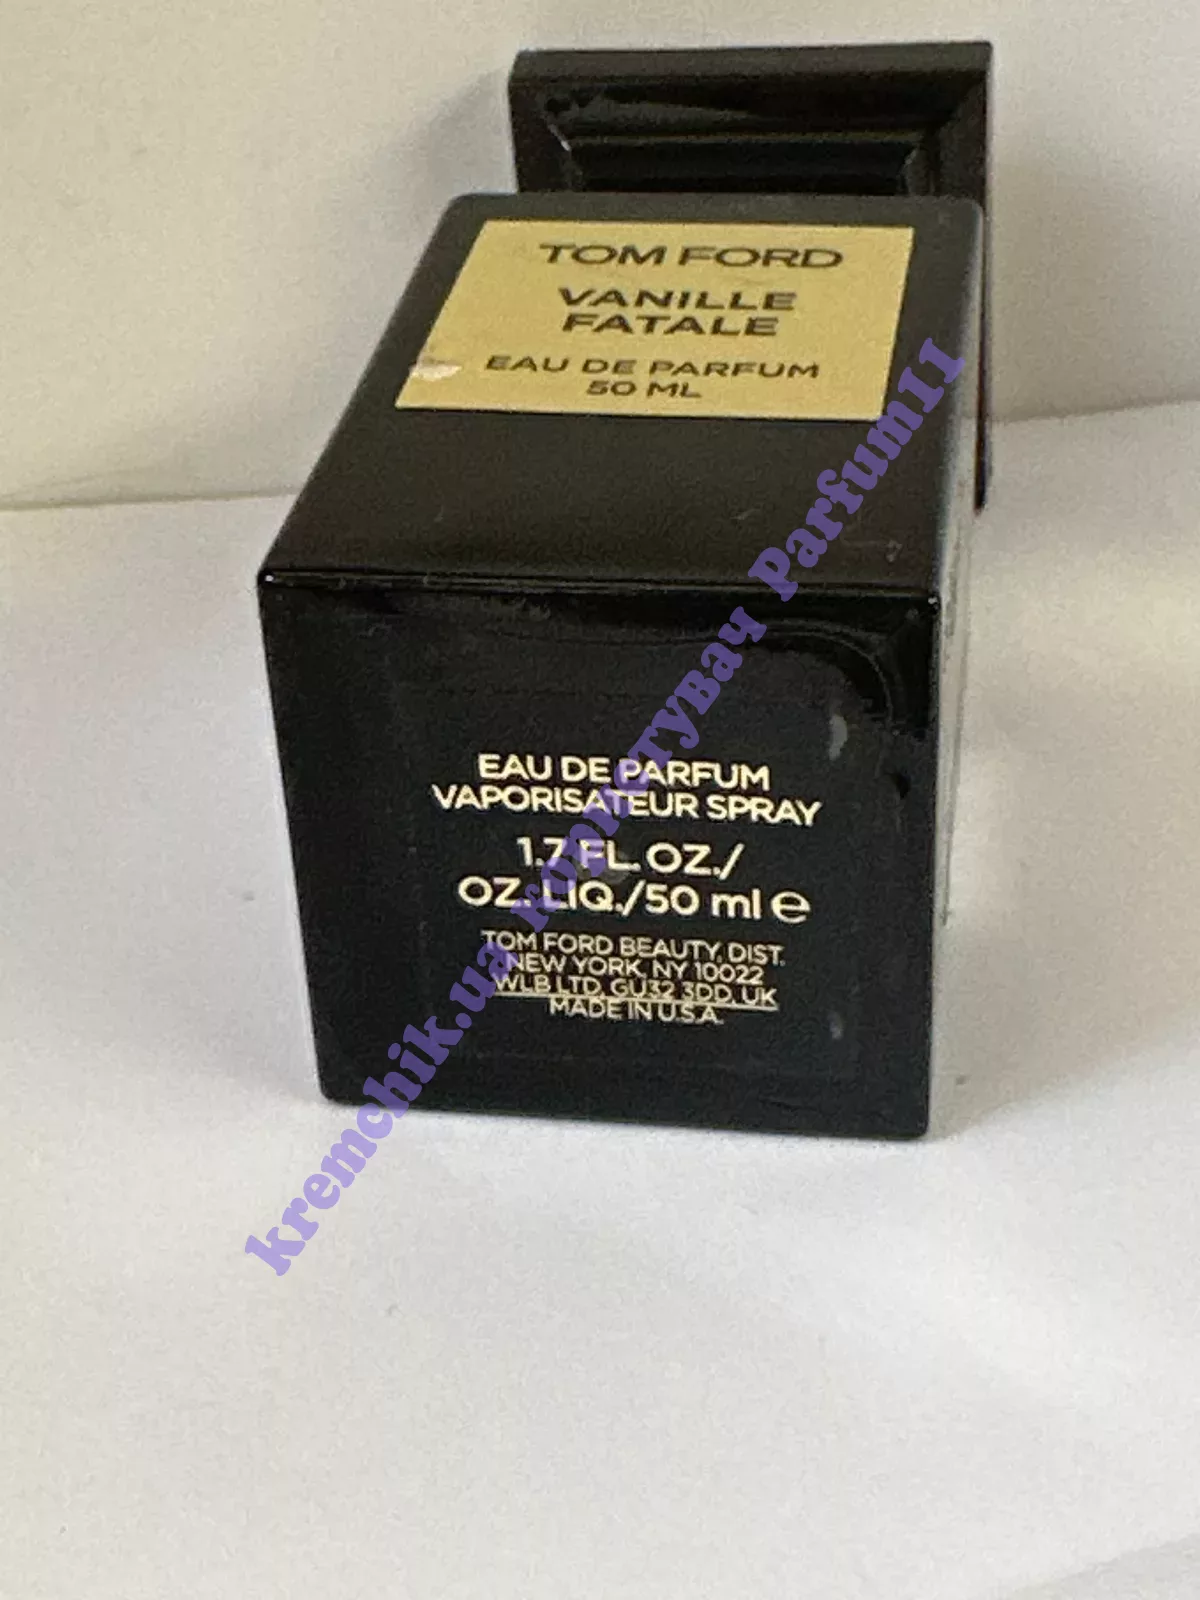 TOM FORD
VANILLE
FATALE
EAU DE PARFUM
50 ML
EAU DE PARFUM
VAPORISATEUR SPRAY
1.7 FL. OZ./
OZ. LIQ./50 ml e
TOM FORD BEAUTY, DIST.
NEW YORK, NY 10022
WLB LTD, GU32 3DD, UK
MADE IN U.S.A.
kremchik.ua користувач Parfum11